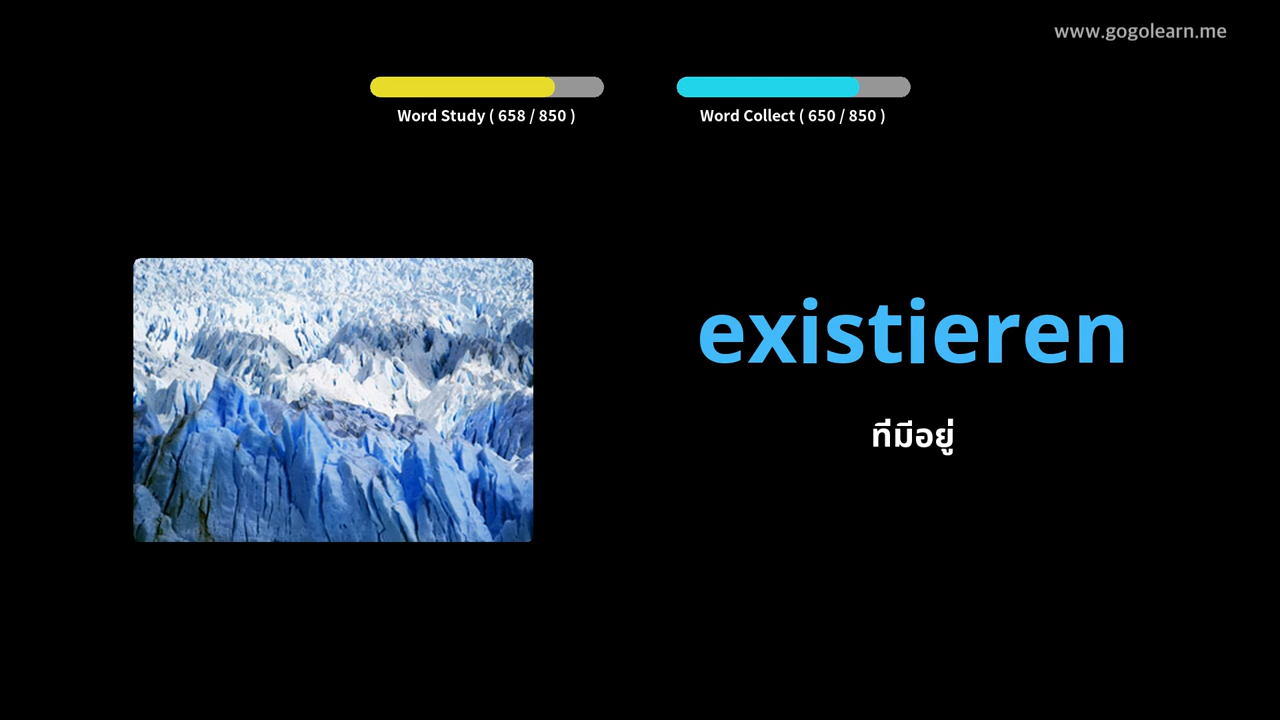 www.gogolearn.me
Word Study ( 658 / 850 )
Word Collect ( 650 / 850 )
existieren
ที่มีอยู่